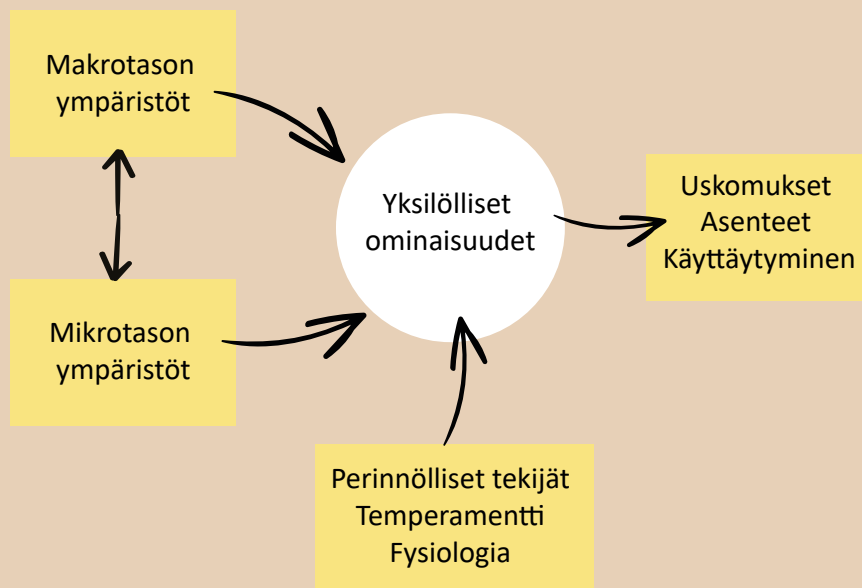 Makrotason
ympäristöt
Yksilölliset
ominaisuudet
Uskomukset
Asenteet
Käyttäytyminen
Mikrotason
ympäristöt
Perinnölliset tekijät
Temperamentti
Fysiologia